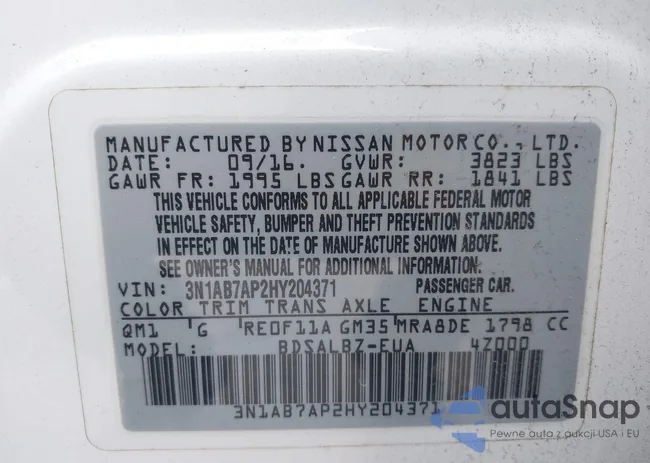 MANUFACTURED BY NISSAN MOTOR CO., LTD.
DATE: 09/16. GVWR: 3823 LBS
GAWR FR: 1995 LBS GAWR RR: 1841 LBS
THIS VEHICLE CONFORMS TO ALL APPLICABLE FEDERAL MOTOR
VEHICLE SAFETY, BUMPER AND THEFT PREVENTION STANDARDS
IN EFFECT ON THE DATE OF MANUFACTURE SHOWN ABOVE.
SEE OWNER'S MANUAL FOR ADDITIONAL INFORMATION.
VIN: 3N1AB7AP2HY204371 PASSENGER CAR.
COLOR TRIM TRANS AXLE ENGINE
QM1 G RE0F11A GM35 MRA8DE 1798 CC
MODEL: BDSALBZ-EUA 4Z000
3N1AB7AP2HY204371
autaSnap
Pewne auta z aukcji USA i EU